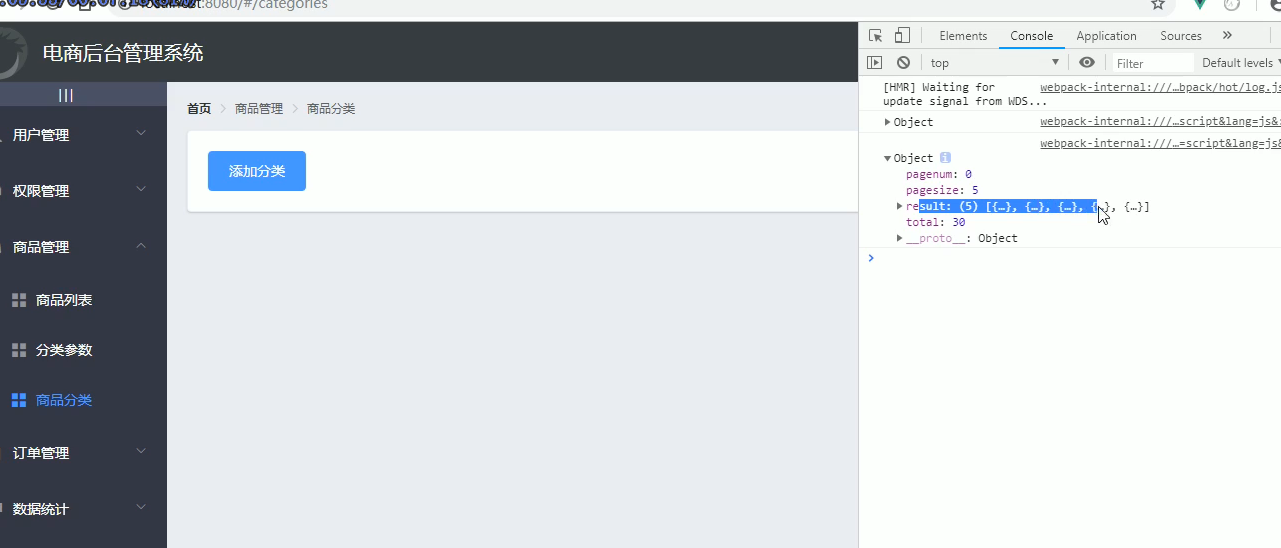 localhost:8080/#/categories
电商后台管理系统
|||
用户管理
权限管理
商品管理
商品列表
分类参数
商品分类
订单管理
数据统计
首页 > 商品管理 > 商品分类
添加分类
Elements Console Application Sources »
top Filter Default levels
[HMR] Waiting for webpack-internal:///…bpack/hot/log.js
update signal from WDS...
Object webpack-internal:///…script&lang=js&
webpack-internal:///…=script&lang=js&
Object i
pagenum: 0
pagesize: 5
result: (5) [{…}, {…}, {…}, {…}, {…}]
total: 30
__proto__: Object